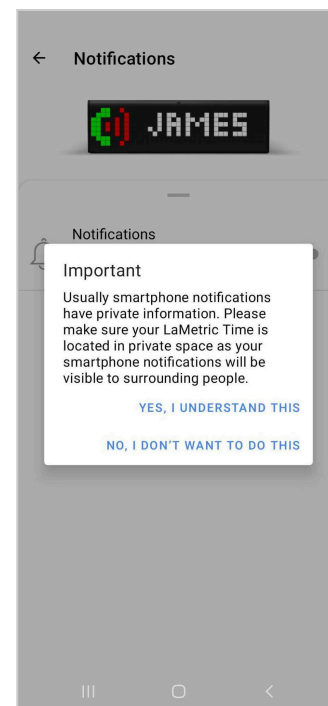 Notifications
JAMES
Notifications
Important
Usually smartphone notifications
have private information. Please
make sure your LaMetric Time is
located in private space as your
smartphone notifications will be
visible to surrounding people.
YES, I UNDERSTAND THIS
NO, I DON'T WANT TO DO THIS